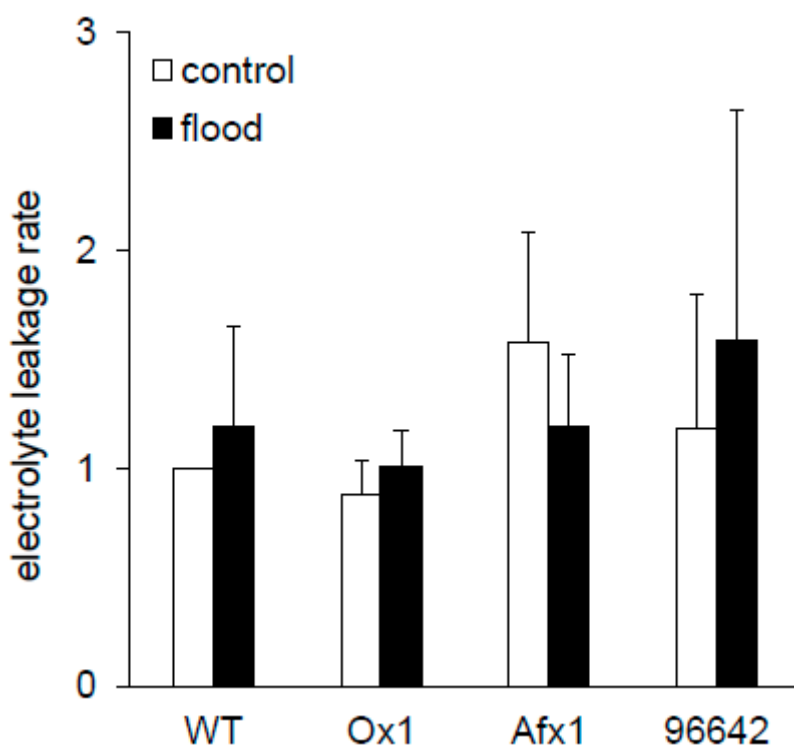 3
control
flood
2
1
0
electrolyte leakage rate
WT Ox1 Afx1 96642